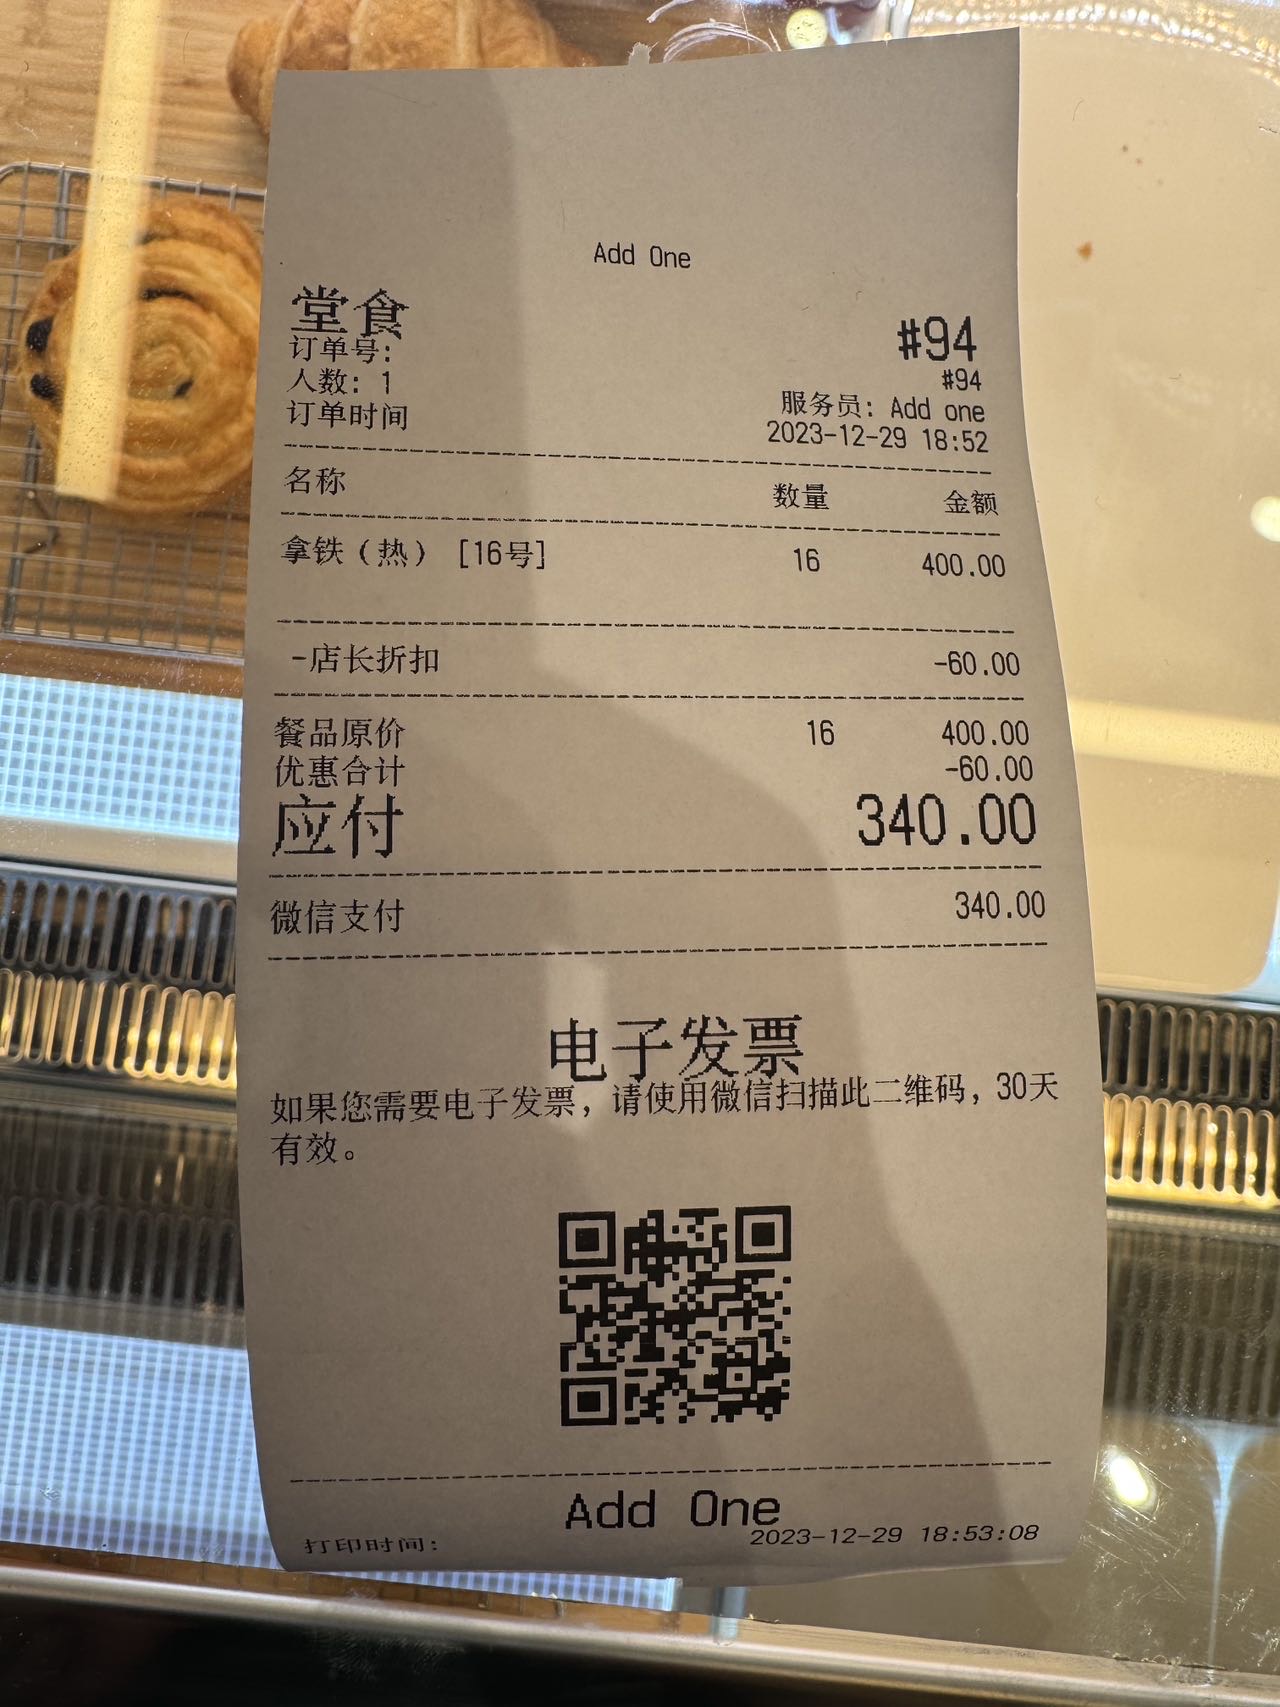 Add One
堂食 #94
订单号: #94
人数: 1 服务员: Add one
订单时间 2023-12-29 18:52
名称 数量 金额
拿铁（热） [16号] 16 400.00
-店长折扣 -60.00
餐品原价 16 400.00
优惠合计 -60.00
应付 340.00
微信支付 340.00
电子发票
如果您需要电子发票，请使用微信扫描此二维码，30天
有效。
Add One
打印时间: 2023-12-29 18:53:08